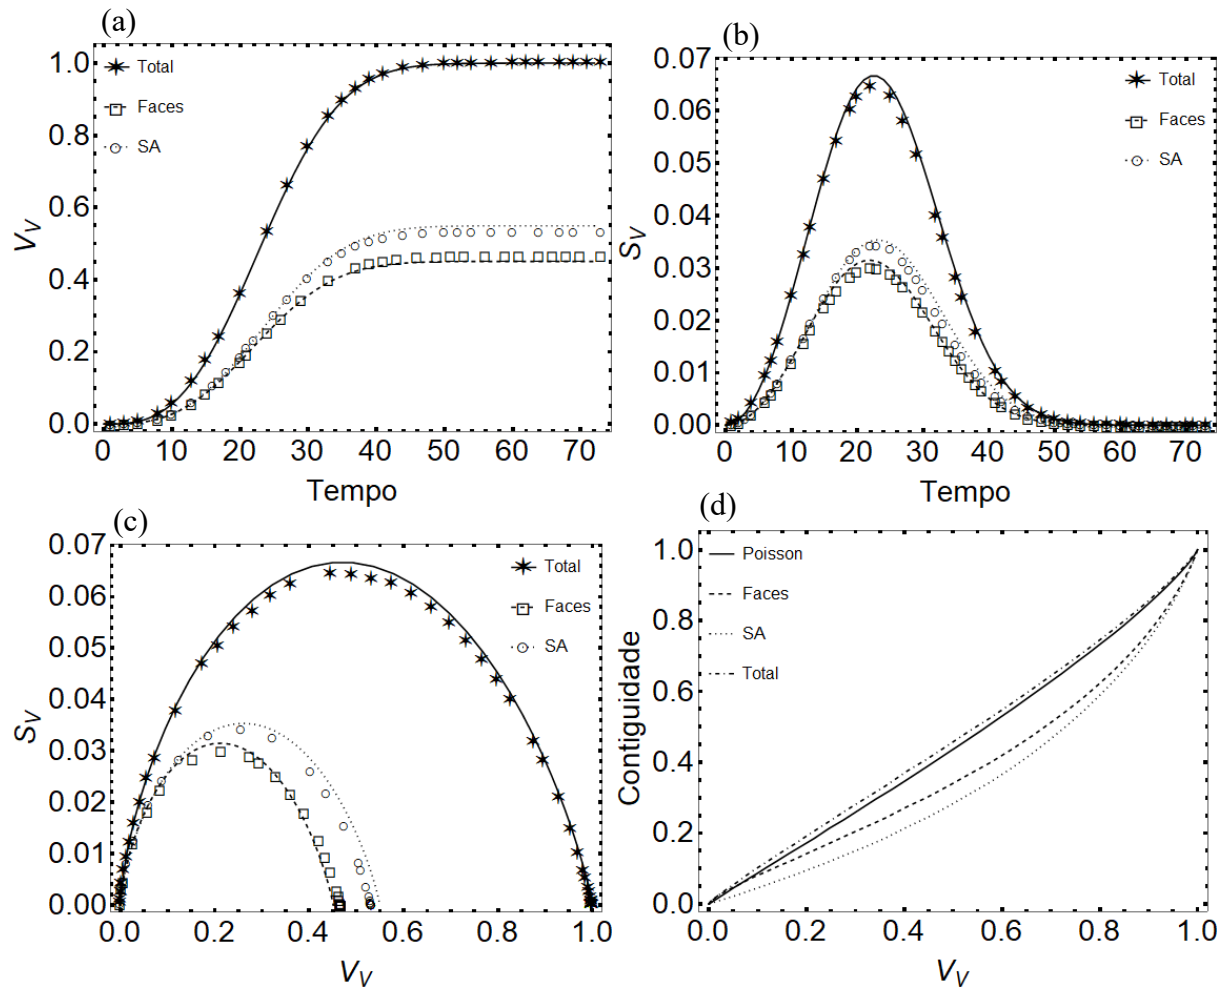 (a)
1.0
0.8
0.6
0.4
0.2
0.0
V_V
Total
Faces
SA
0 10 20 30 40 50 60 70
Tempo
(b)
0.07
0.06
0.05
0.04
0.03
0.02
0.01
0.00
S_V
Total
Faces
SA
0 10 20 30 40 50 60 70
Tempo
(c)
0.07
0.06
0.05
0.04
0.03
0.02
0.01
0.00
S_V
Total
Faces
SA
0.0 0.2 0.4 0.6 0.8 1.0
V_V
(d)
1.0
0.8
0.6
0.4
0.2
0.0
Contiguidade
Poisson
Faces
SA
Total
0.0 0.2 0.4 0.6 0.8 1.0
V_V